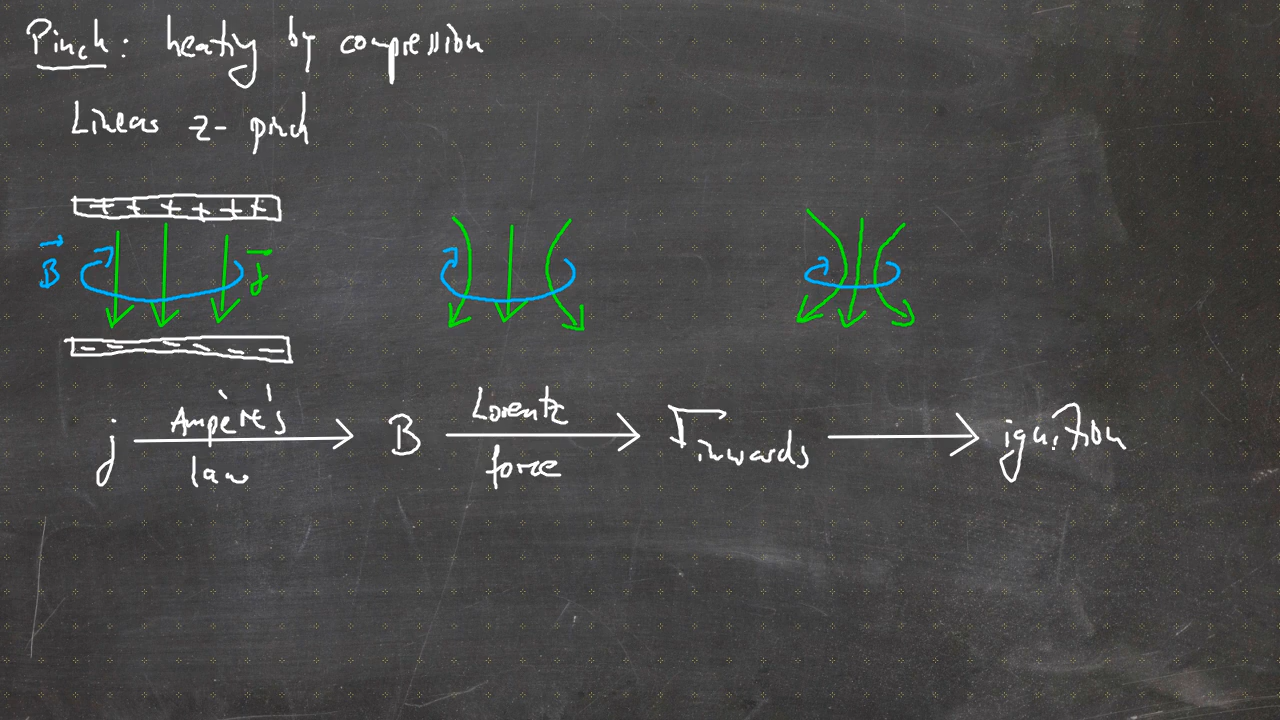 Pinch: heating by compression
Linear z-pinch
+ + + + + +
B j
- - - - - -
j Ampère's law B Lorentz force F inwards ignition